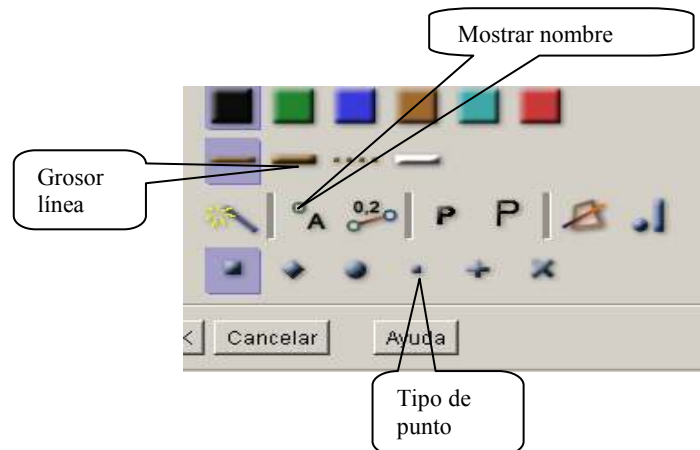 Mostrar nombre
Grosor
línea
A
0,2
P
P
< Cancelar Ayuda
Tipo de
punto